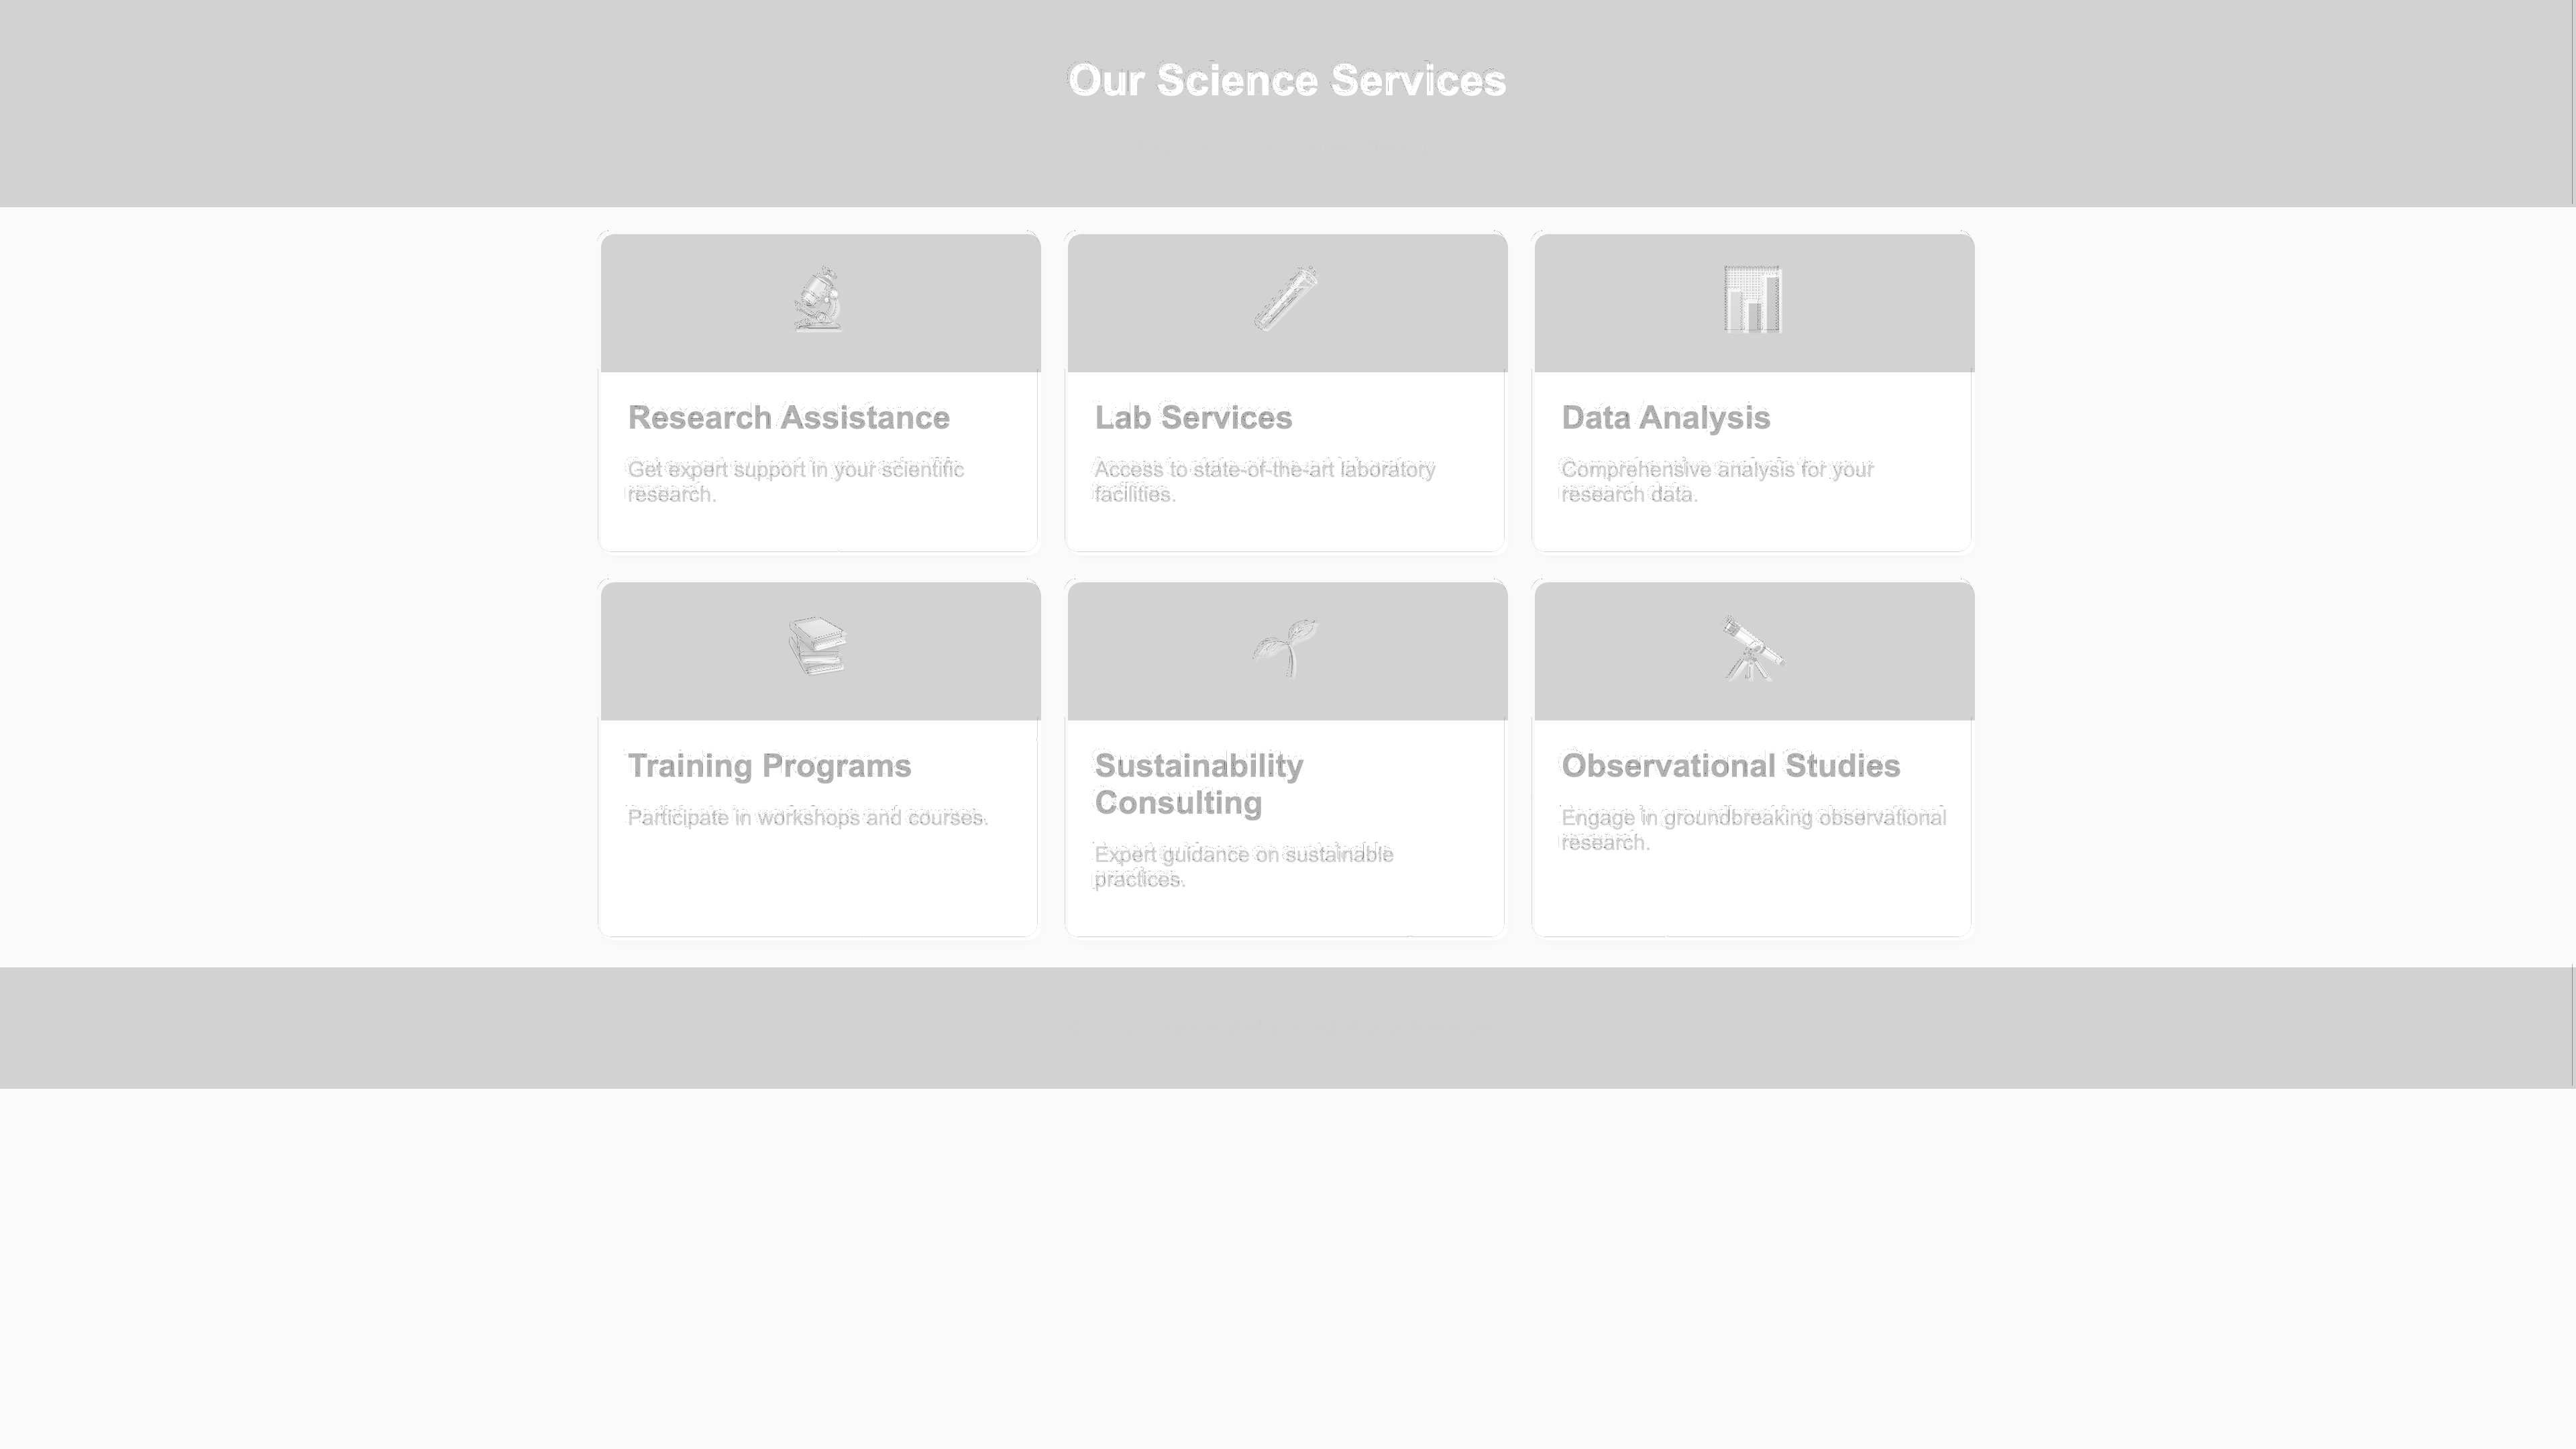 Our Science Services
Research Assistance
Get expert support in your scientific
research.
Lab Services
Access to state-of-the-art laboratory
facilities.
Data Analysis
Comprehensive analysis for your
research data.
Training Programs
Participate in workshops and courses.
Sustainability
Consulting
Expert guidance on sustainable
practices.
Observational Studies
Engage in groundbreaking observational
research.